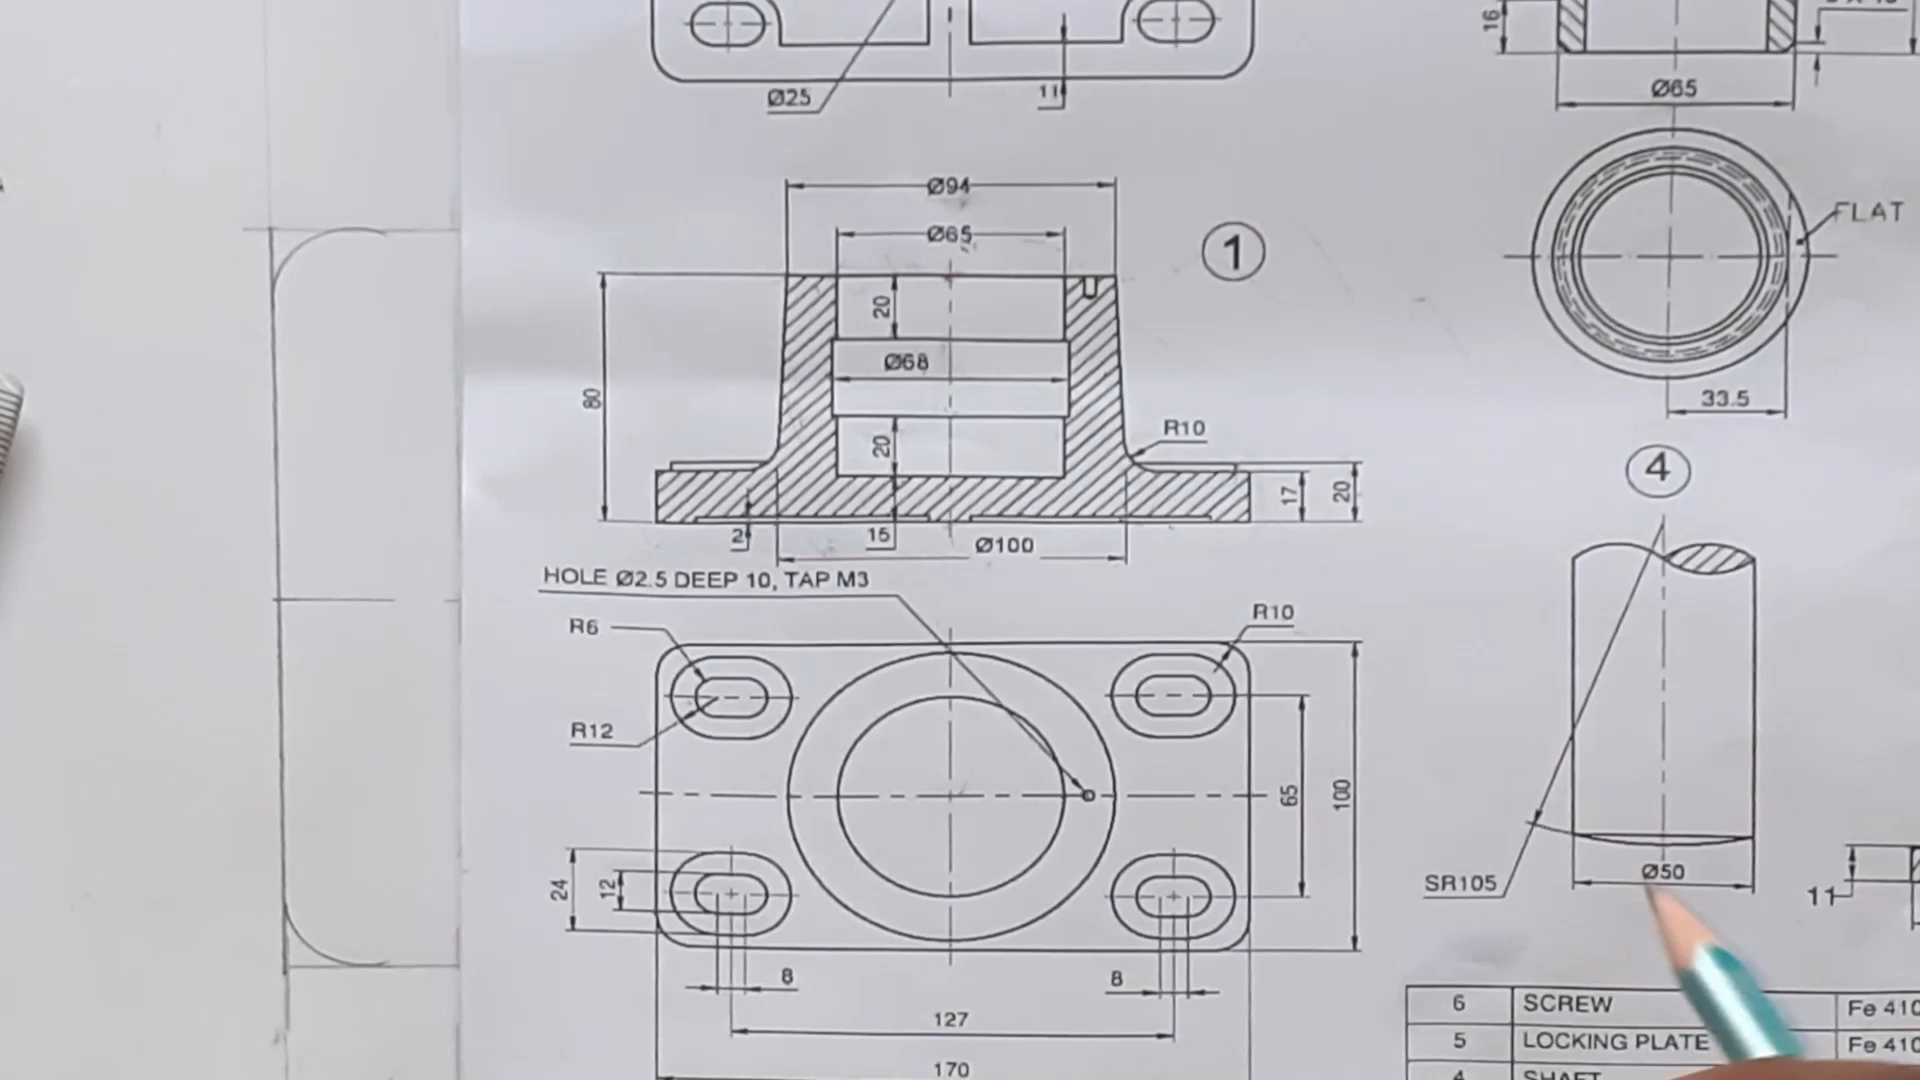 16
Ø65
Ø25
11
Ø94
Ø65
1
FLAT
20
Ø68
80
33.5
R10
20
4
17
20
2
15
Ø100
HOLE Ø2.5 DEEP 10, TAP M3
R6
R10
R12
65
100
24
12
Ø50
SR105
11
8
8
127
170
6 SCREW Fe 410
5 LOCKING PLATE Fe 410
4 SHAFT